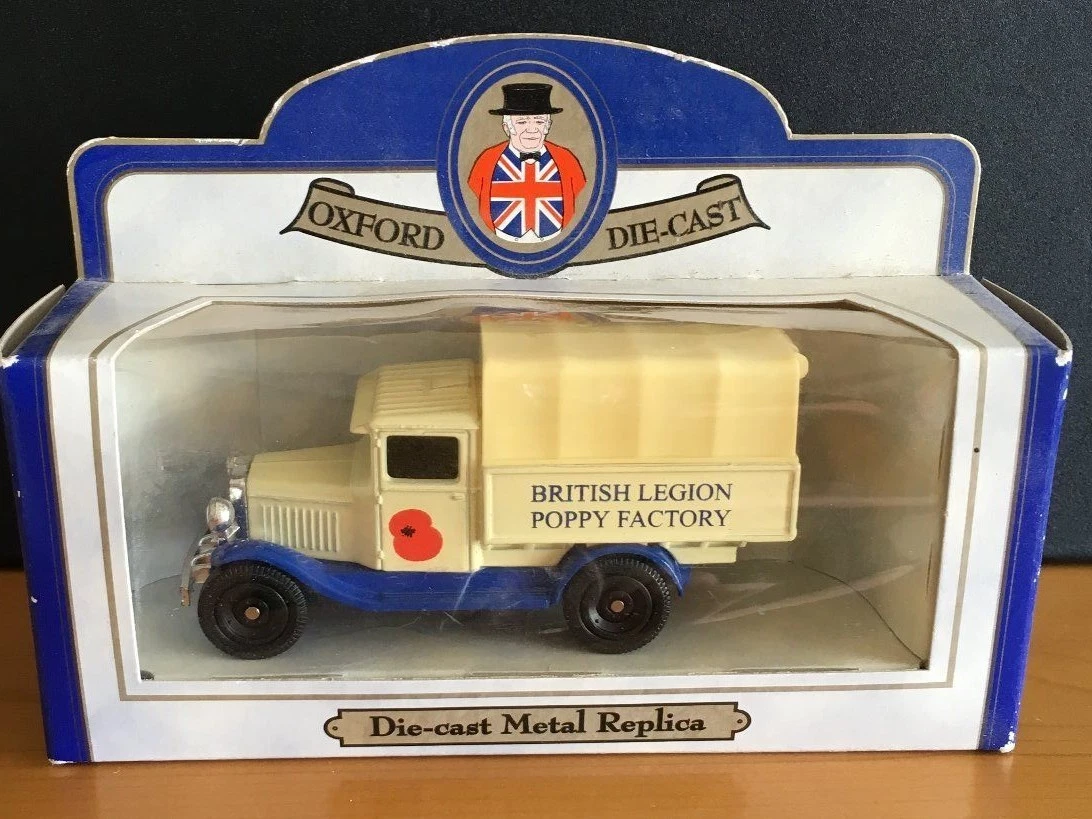 OXFORD DIE-CAST
BRITISH LEGION
POPPY FACTORY
Die-cast Metal Replica